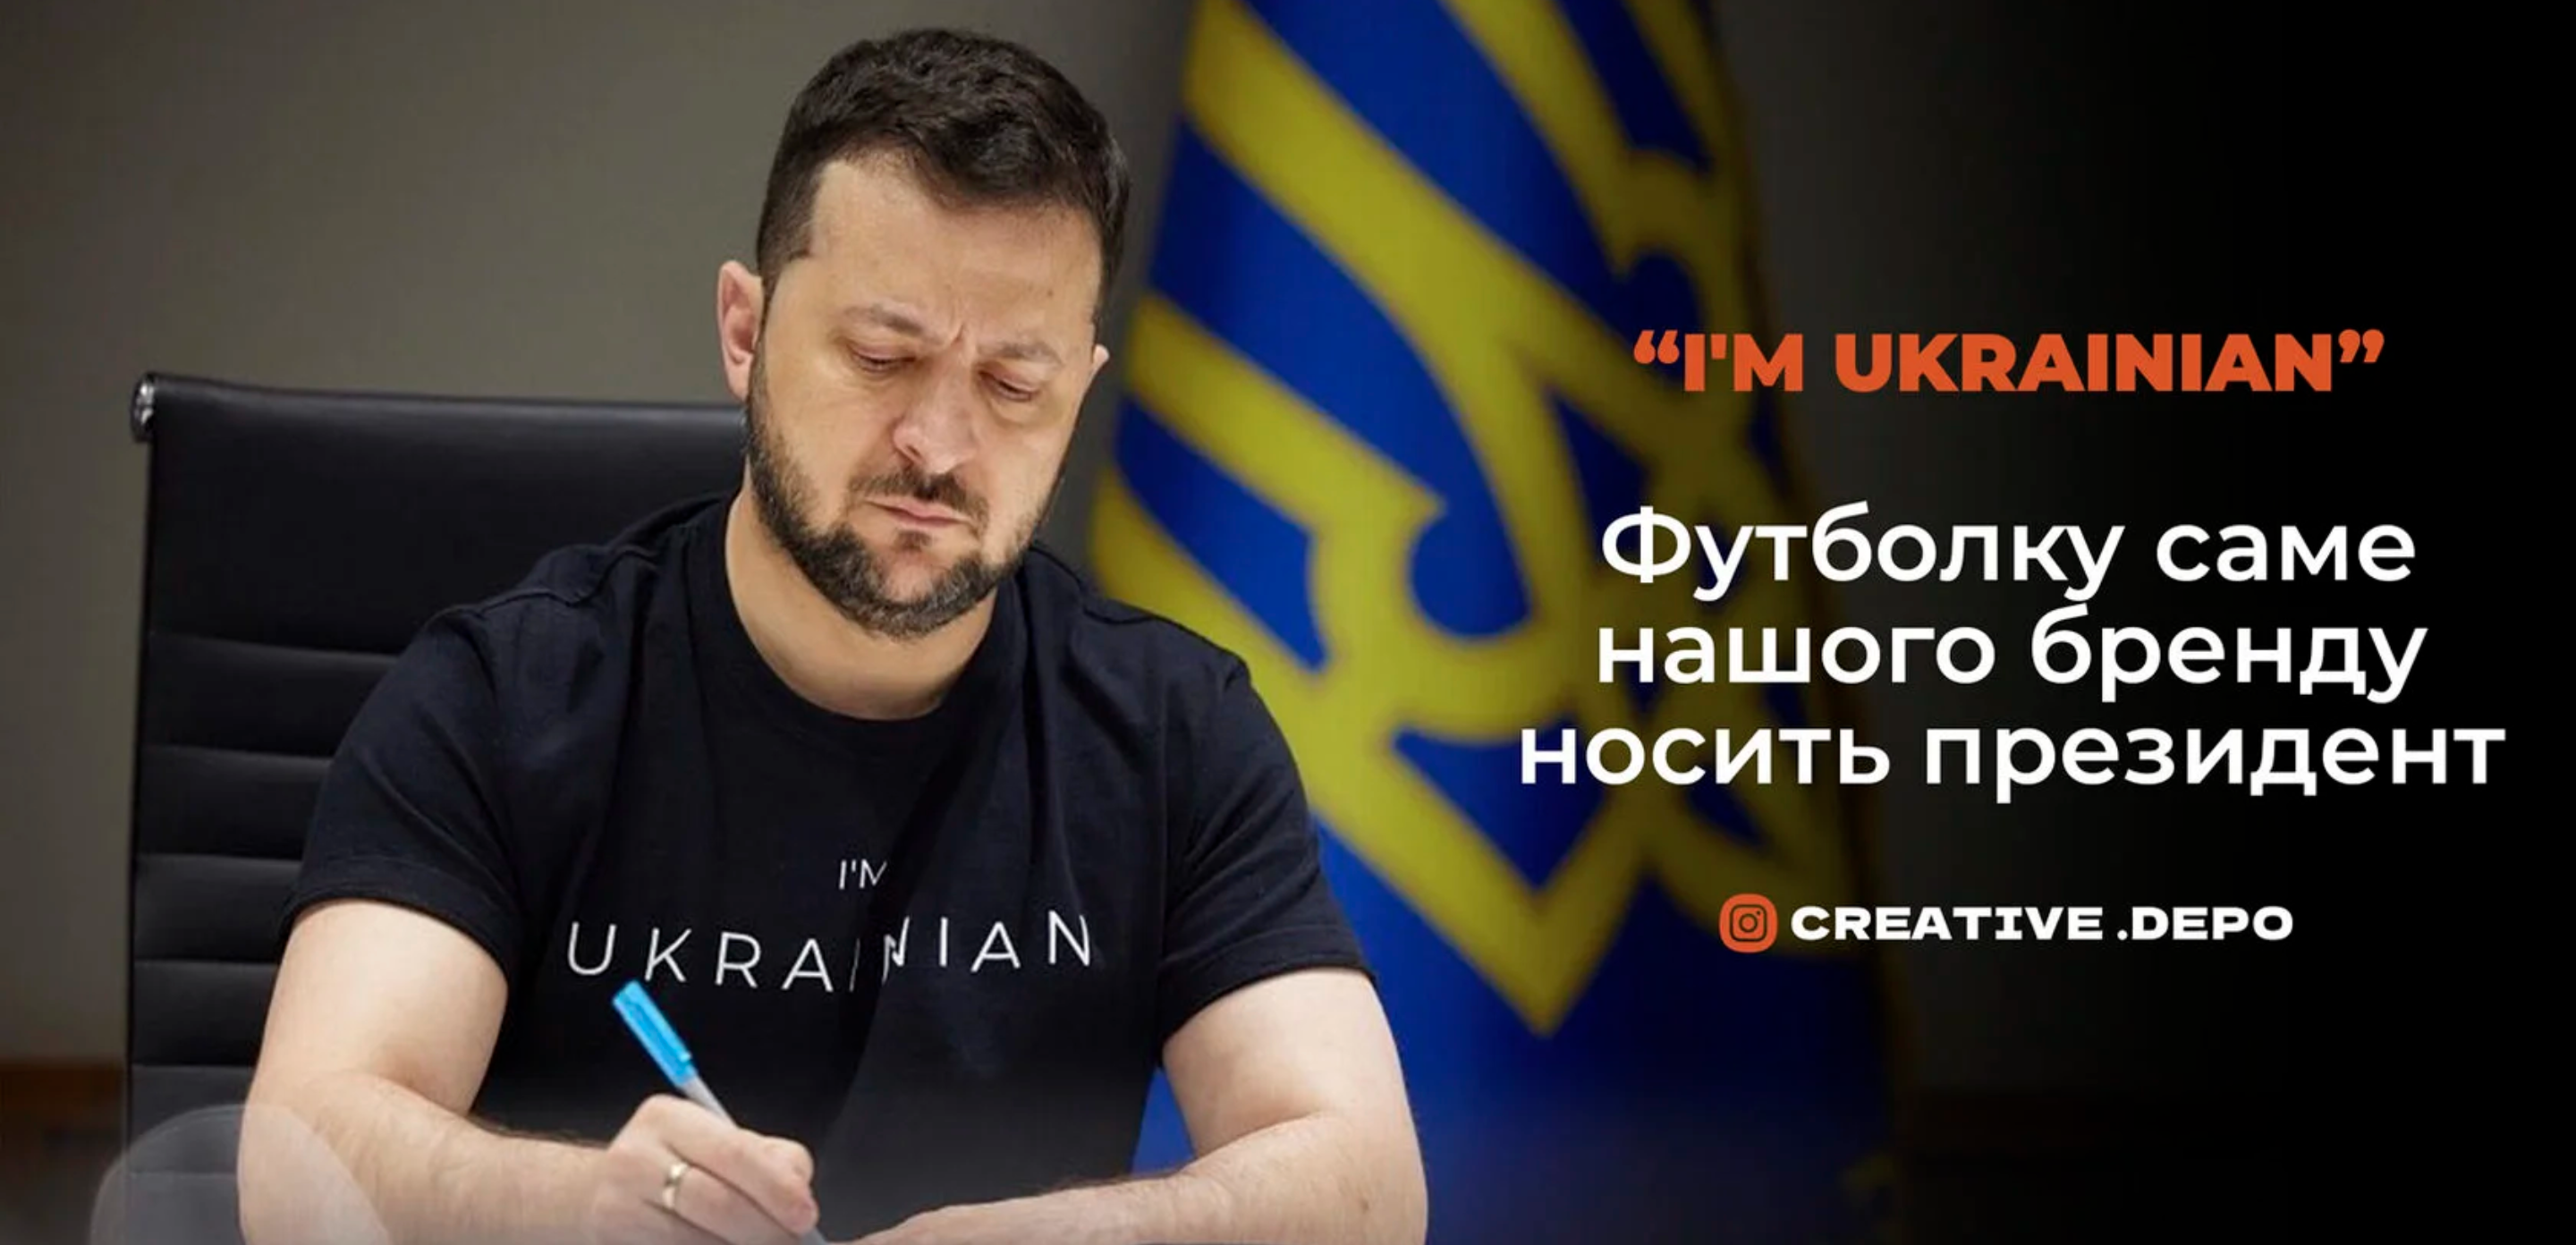 I'M
UKRAINIAN
“I'M UKRAINIAN”
Футболку саме
нашого бренду
носить президент
CREATIVE .DEPO